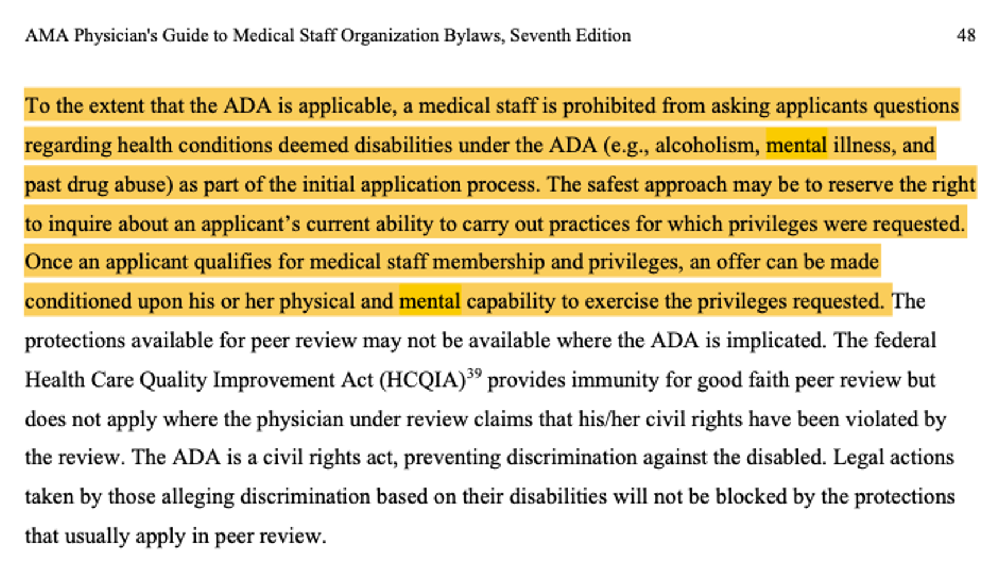 AMA Physician's Guide to Medical Staff Organization Bylaws, Seventh Edition 48
To the extent that the ADA is applicable, a medical staff is prohibited from asking applicants questions
regarding health conditions deemed disabilities under the ADA (e.g., alcoholism, mental illness, and
past drug abuse) as part of the initial application process. The safest approach may be to reserve the right
to inquire about an applicant’s current ability to carry out practices for which privileges were requested.
Once an applicant qualifies for medical staff membership and privileges, an offer can be made
conditioned upon his or her physical and mental capability to exercise the privileges requested. The
protections available for peer review may not be available where the ADA is implicated. The federal
Health Care Quality Improvement Act (HCQIA)39 provides immunity for good faith peer review but
does not apply where the physician under review claims that his/her civil rights have been violated by
the review. The ADA is a civil rights act, preventing discrimination against the disabled. Legal actions
taken by those alleging discrimination based on their disabilities will not be blocked by the protections
that usually apply in peer review.